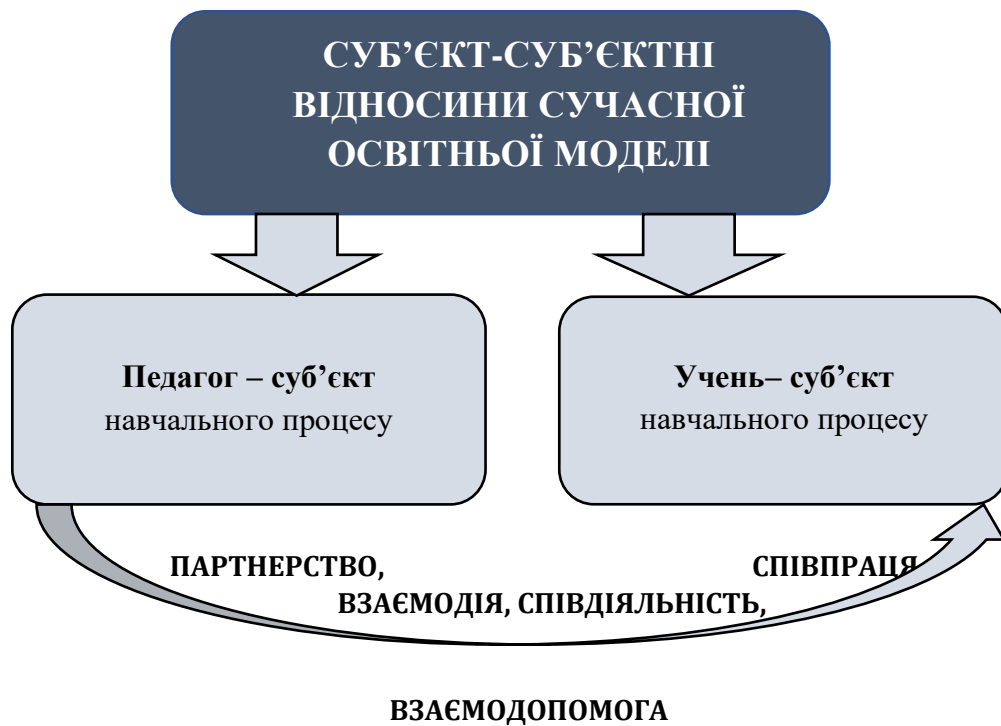 СУБ’ЄКТ-СУБ’ЄКТНІ
ВІДНОСИНИ СУЧАСНОЇ
ОСВІТНЬОЇ МОДЕЛІ
Педагог – суб’єкт
навчального процесу
Учень– суб’єкт
навчального процесу
ПАРТНЕРСТВО, СПІВПРАЦЯ
ВЗАЄМОДІЯ, СПІВДІЯЛЬНІСТЬ,
ВЗАЄМОДОПОМОГА